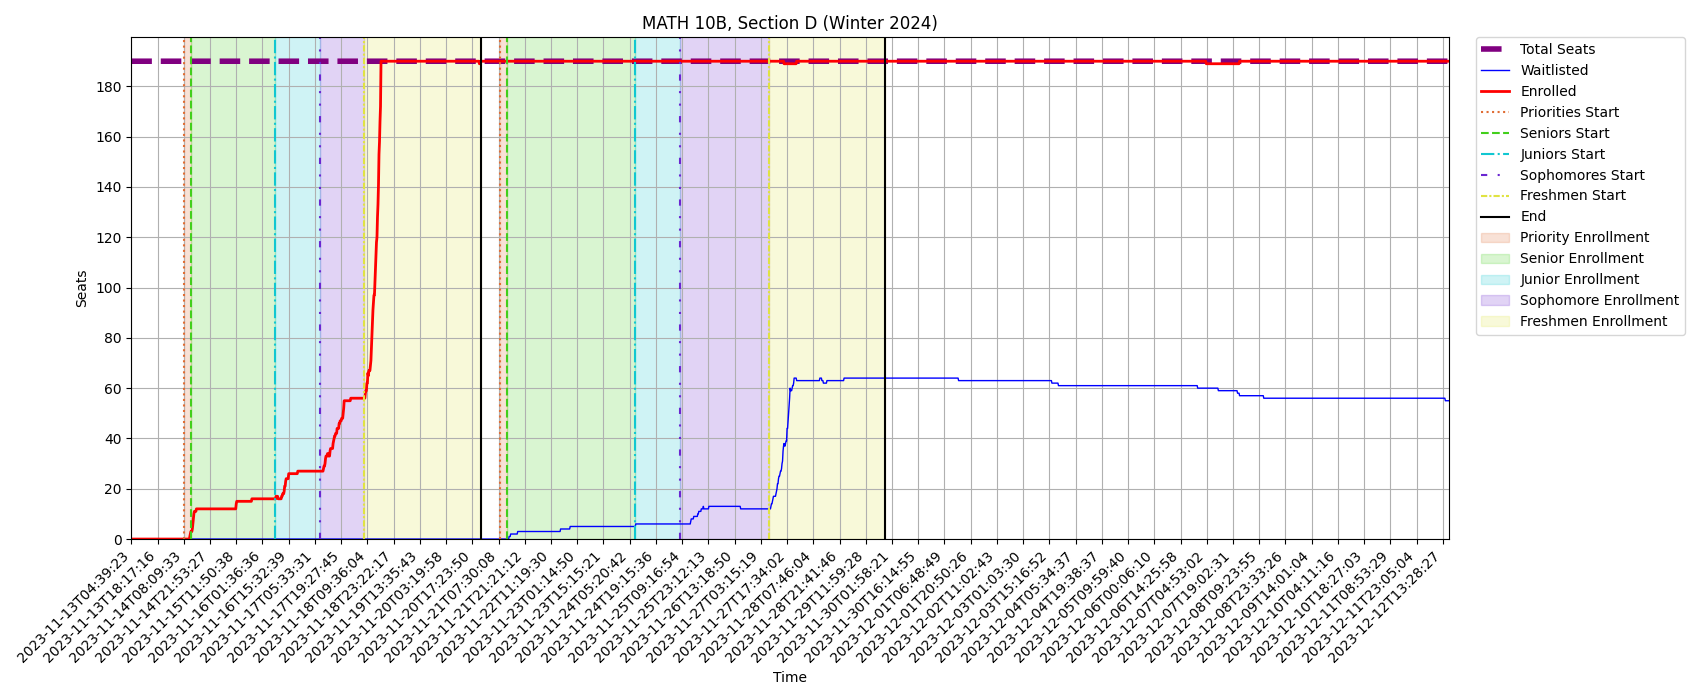 MATH 10B, Section D (Winter 2024)
Seats
180
160
140
120
100
80
60
40
20
0
2023-11-13T04:39:23
2023-11-13T18:17:16
2023-11-14T08:09:33
2023-11-14T21:53:27
2023-11-15T11:50:38
2023-11-16T01:36:36
2023-11-16T15:32:39
2023-11-17T05:33:31
2023-11-17T19:27:45
2023-11-18T09:36:04
2023-11-18T23:22:17
2023-11-19T13:35:43
2023-11-20T03:19:58
2023-11-20T17:23:50
2023-11-21T07:30:08
2023-11-21T21:21:12
2023-11-22T11:19:30
2023-11-23T01:14:50
2023-11-23T15:15:21
2023-11-24T05:20:42
2023-11-24T19:15:36
2023-11-25T09:16:54
2023-11-25T23:12:13
2023-11-26T13:18:50
2023-11-27T03:15:19
2023-11-27T17:34:02
2023-11-28T07:46:04
2023-11-28T21:41:46
2023-11-29T11:59:28
2023-11-30T01:58:21
2023-11-30T16:14:55
2023-12-01T06:48:49
2023-12-01T20:50:26
2023-12-02T11:02:43
2023-12-03T01:03:30
2023-12-03T15:16:52
2023-12-04T05:34:37
2023-12-04T19:38:37
2023-12-05T09:59:40
2023-12-06T00:06:10
2023-12-06T14:25:58
2023-12-07T04:53:02
2023-12-07T19:02:31
2023-12-08T09:23:55
2023-12-08T23:33:26
2023-12-09T14:01:04
2023-12-10T04:11:16
2023-12-10T18:27:03
2023-12-11T08:53:29
2023-12-11T23:05:04
2023-12-12T13:28:27
Time
Total Seats
Waitlisted
Enrolled
Priorities Start
Seniors Start
Juniors Start
Sophomores Start
Freshmen Start
End
Priority Enrollment
Senior Enrollment
Junior Enrollment
Sophomore Enrollment
Freshmen Enrollment